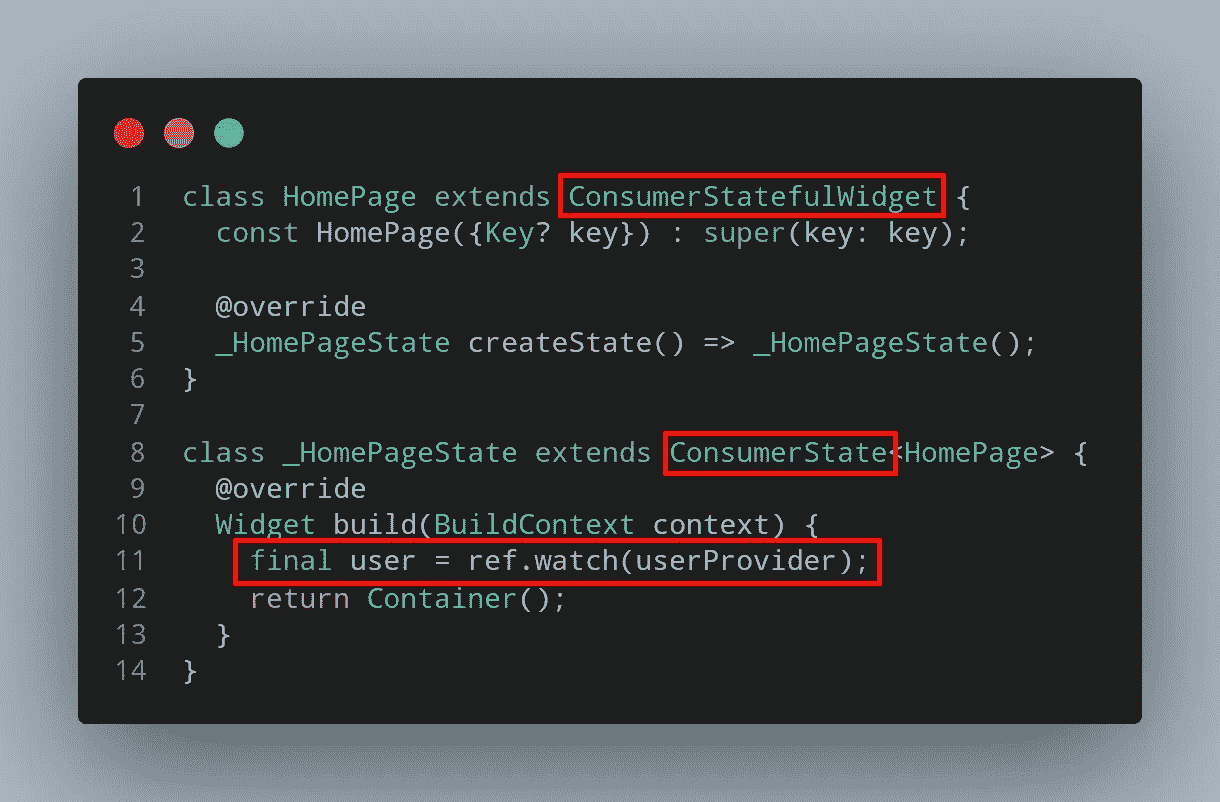 1 class HomePage extends ConsumerStatefulWidget {
2 const HomePage({Key? key}) : super(key: key);
3
4 @override
5 _HomePageState createState() => _HomePageState();
6 }
7
8 class _HomePageState extends ConsumerState<HomePage> {
9 @override
10 Widget build(BuildContext context) {
11 final user = ref.watch(userProvider);
12 return Container();
13 }
14 }